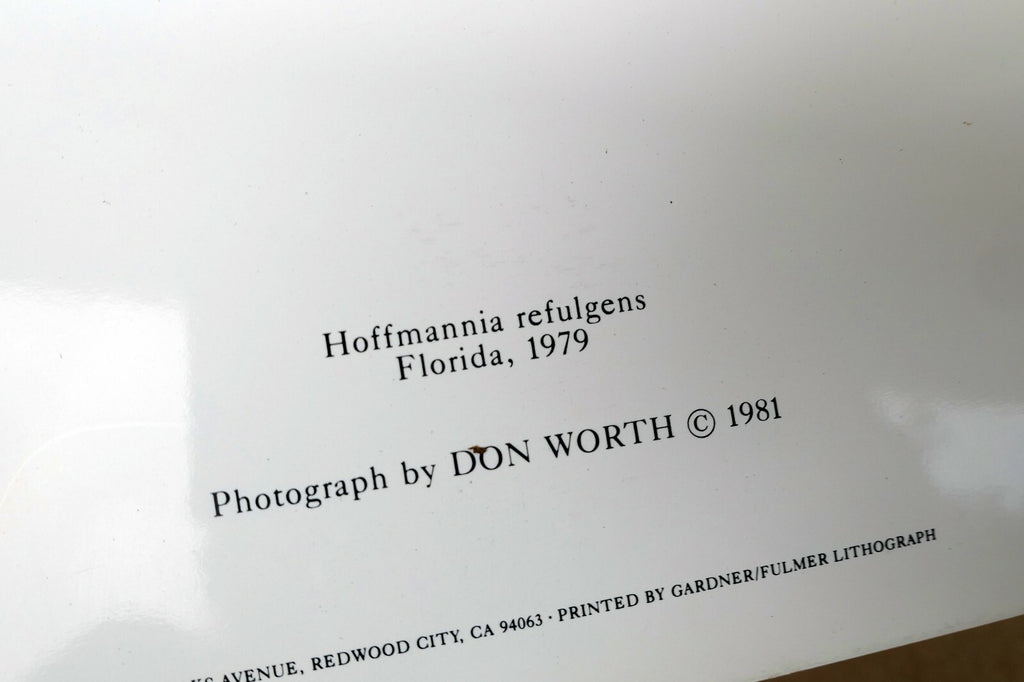 Hoffmannia refulgens
Florida, 1979
Photograph by DON WORTH © 1981
AVENUE, REDWOOD CITY, CA 94063 · PRINTED BY GARDNER/FULMER LITHOGRAPH